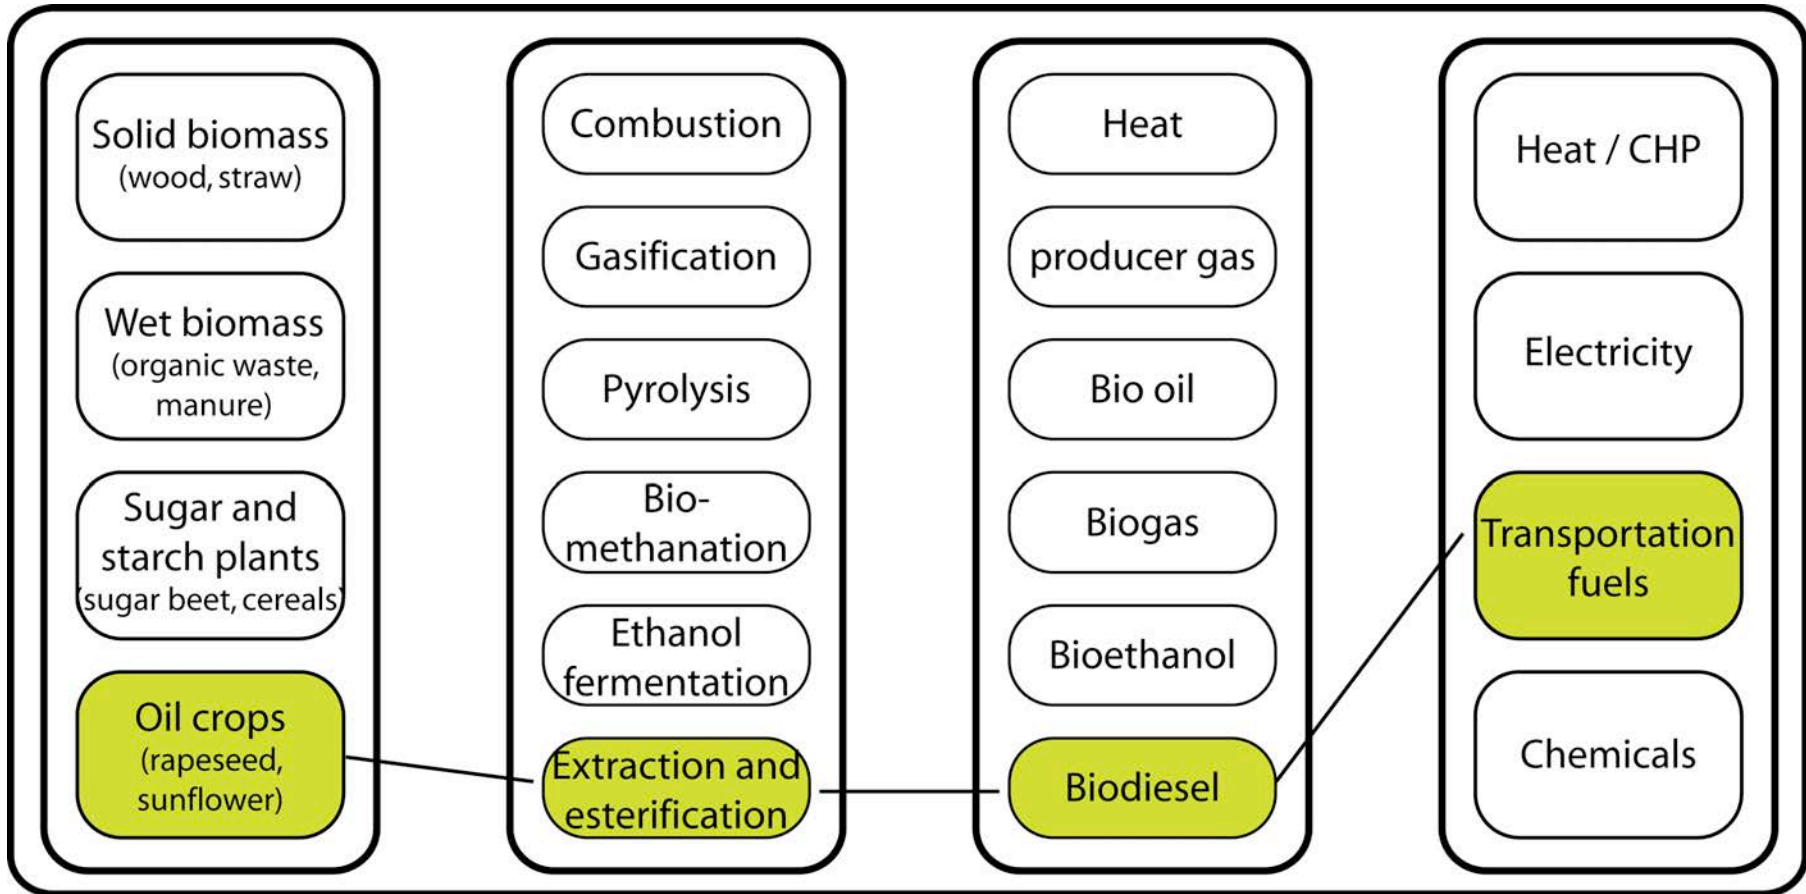 Solid biomass
(wood, straw)
Wet biomass
(organic waste,
manure)
Sugar and
starch plants
(sugar beet, cereals)
Oil crops
(rapeseed,
sunflower)
Combustion
Gasification
Pyrolysis
Bio-
methanation
Ethanol
fermentation
Extraction and
esterification
Heat
producer gas
Bio oil
Biogas
Bioethanol
Biodiesel
Heat / CHP
Electricity
Transportation
fuels
Chemicals